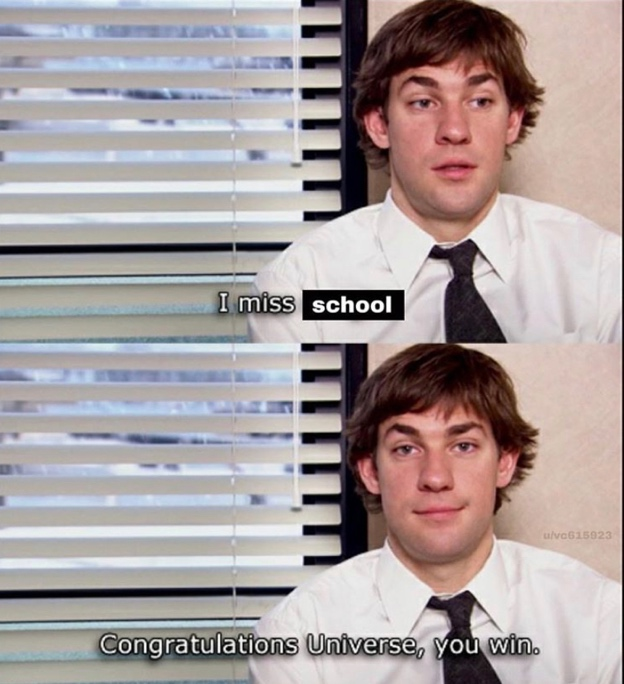 I miss school
u/vc615923
Congratulations Universe, you win.